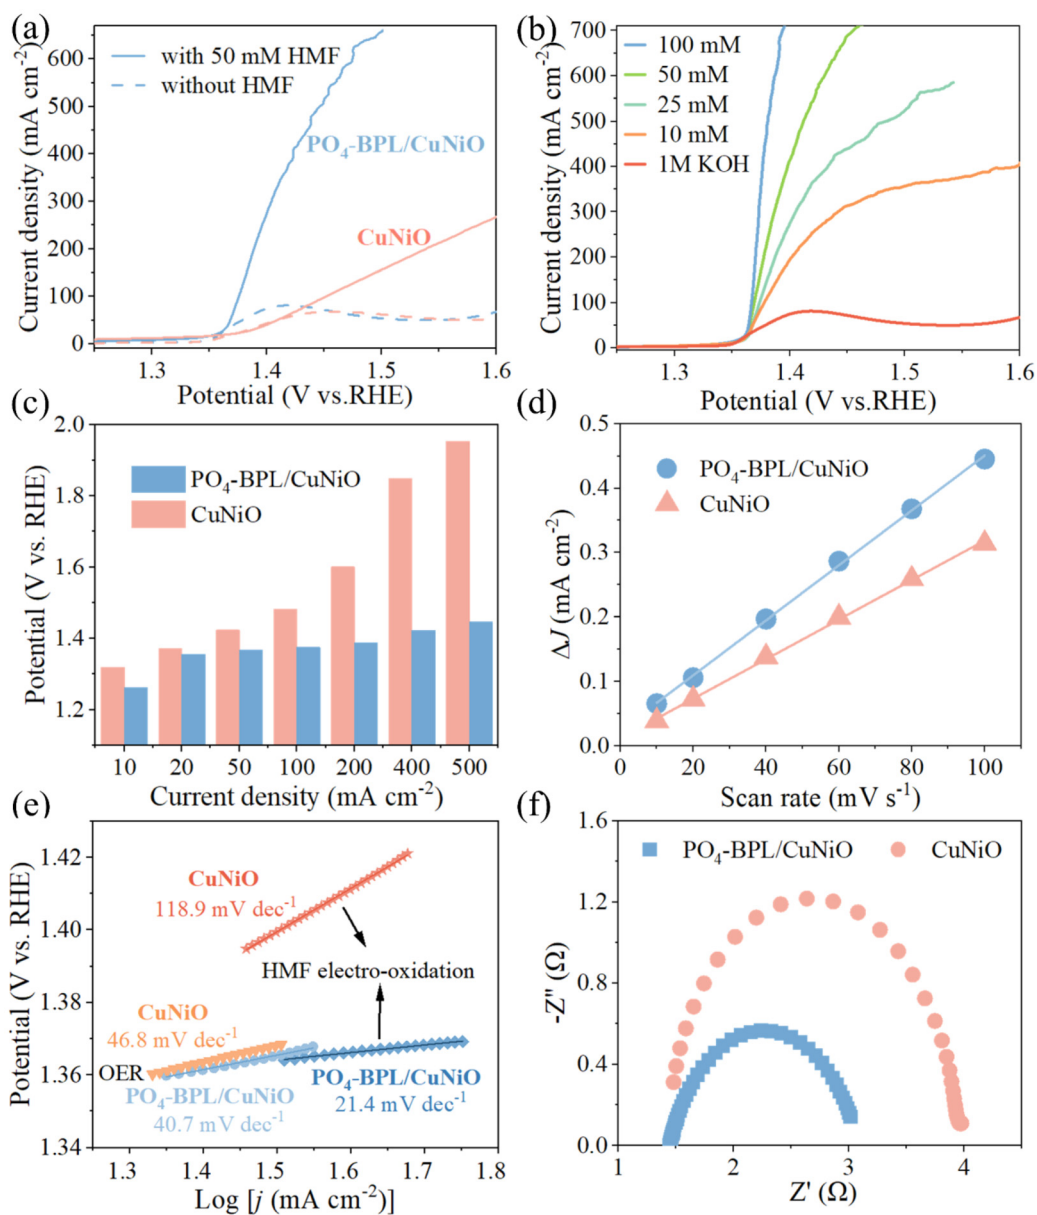 (a)
600
500
400
300
200
100
0
Current density (mA cm⁻²)
with 50 mM HMF
without HMF
PO₄-BPL/CuNiO
CuNiO
1.3 1.4 1.5 1.6
Potential (V vs.RHE)
(b)
700
600
500
400
300
200
100
0
Current density (mA cm⁻²)
100 mM
50 mM
25 mM
10 mM
1M KOH
1.3 1.4 1.5 1.6
Potential (V vs.RHE)
(c)
2.0
1.8
1.6
1.4
1.2
Potential (V vs. RHE)
PO₄-BPL/CuNiO
CuNiO
10 20 50 100 200 400 500
Current density (mA cm⁻²)
(d)
0.5
0.4
0.3
0.2
0.1
0.0
ΔJ (mA cm⁻²)
PO₄-BPL/CuNiO
CuNiO
0 20 40 60 80 100
Scan rate (mV s⁻¹)
(e)
1.42
1.40
1.38
1.36
1.34
Potential (V vs. RHE)
CuNiO
118.9 mV dec⁻¹
HMF electro-oxidation
CuNiO
46.8 mV dec⁻¹
OER
PO₄-BPL/CuNiO
40.7 mV dec⁻¹
PO₄-BPL/CuNiO
21.4 mV dec⁻¹
1.3 1.4 1.5 1.6 1.7 1.8
Log [j (mA cm⁻²)]
(f)
1.6
1.2
0.8
0.4
0.0
-Z" (Ω)
PO₄-BPL/CuNiO
CuNiO
1 2 3 4
Z' (Ω)